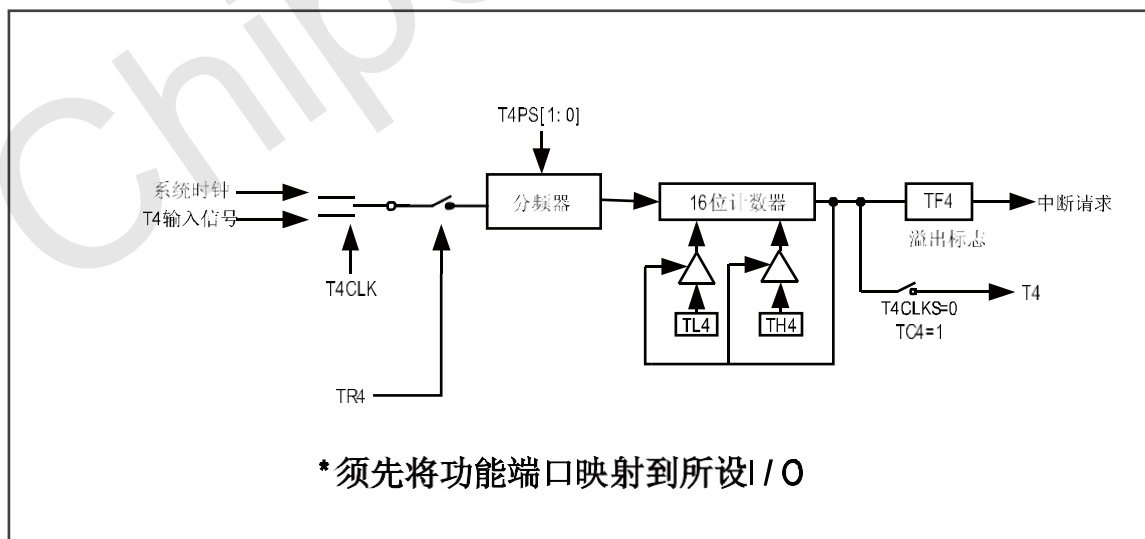 Chip
T4PS[1: 0]
系统时钟
T4输入信号
分频器
16位计数器
TF4
中断请求
溢出标志
T4CLK
TL4
TH4
T4
T4CLKS=0
TC4=1
TR4
*须先将功能端口映射到所设I / O